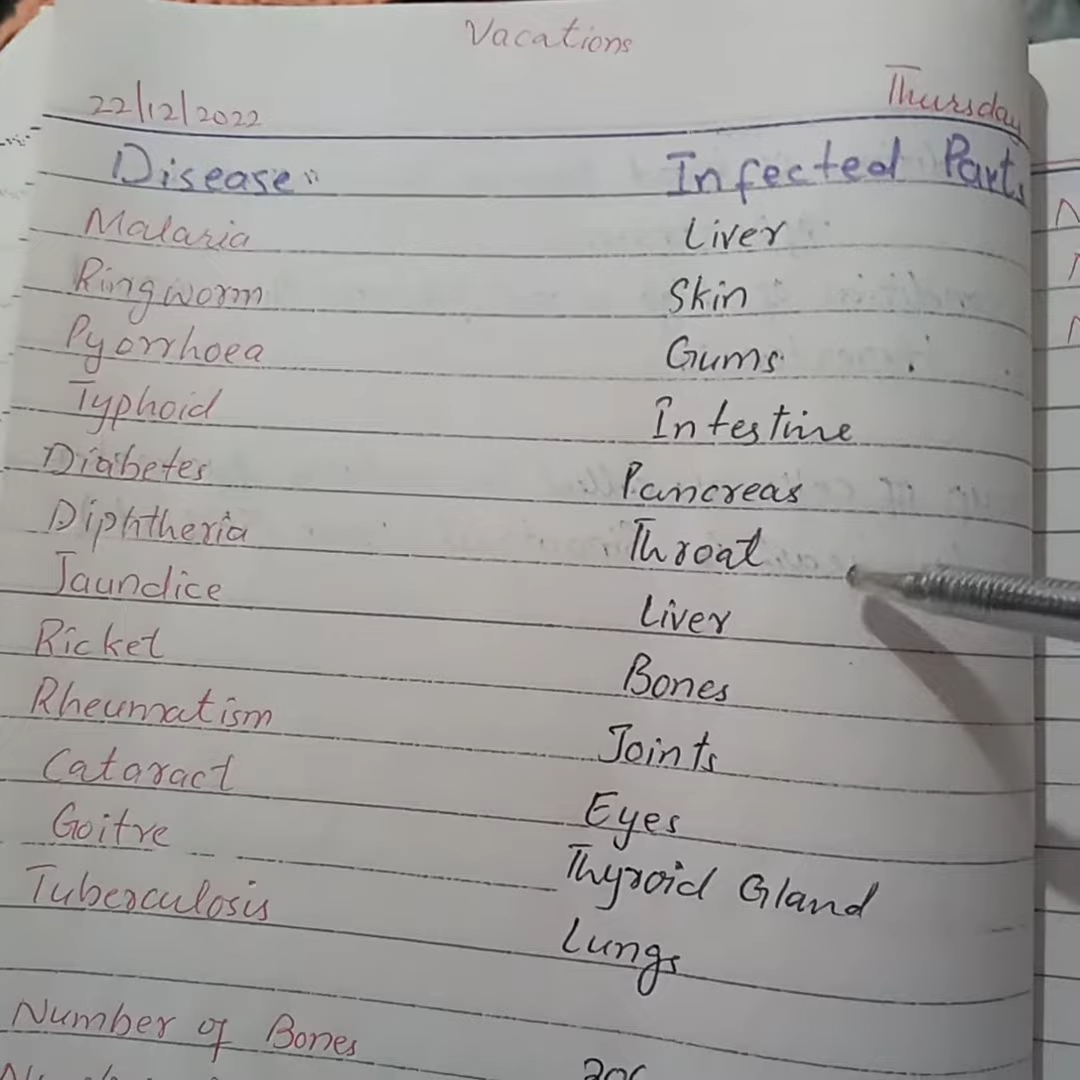 Vacations
22/12/2022 Thursday
Disease Infected Parts
Malaria Liver
Ringworm Skin
Pyorrhoea Gums
Typhoid Intestine
Diabetes Pancreas
Diphtheria Throat
Jaundice Liver
Ricket Bones
Rheumatism Joints
Cataract Eyes
Goitre Thyroid Gland
Tuberculosis Lungs
Number of Bones